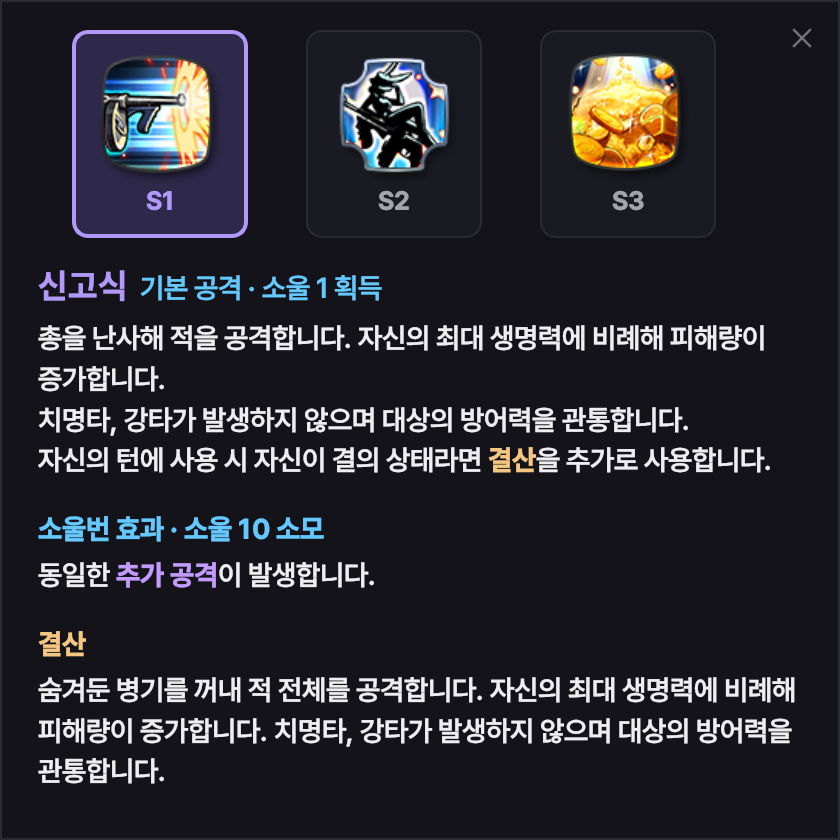 S1
S2
S3
신고식 기본 공격 · 소울 1 획득
총을 난사해 적을 공격합니다. 자신의 최대 생명력에 비례해 피해량이
증가합니다.
치명타, 강타가 발생하지 않으며 대상의 방어력을 관통합니다.
자신의 턴에 사용 시 자신이 결의 상태라면 결산을 추가로 사용합니다.
소울번 효과 · 소울 10 소모
동일한 추가 공격이 발생합니다.
결산
숨겨둔 병기를 꺼내 적 전체를 공격합니다. 자신의 최대 생명력에 비례해
피해량이 증가합니다. 치명타, 강타가 발생하지 않으며 대상의 방어력을
관통합니다.